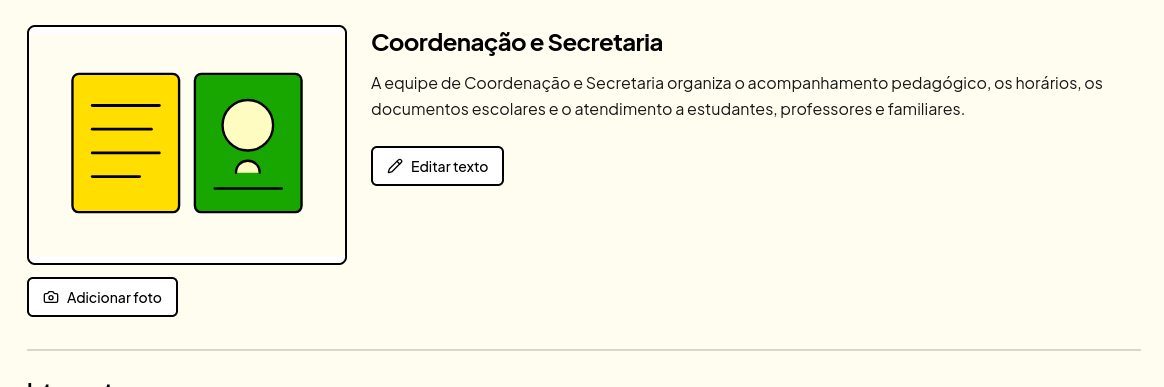 Coordenação e Secretaria
A equipe de Coordenação e Secretaria organiza o acompanhamento pedagógico, os horários, os
documentos escolares e o atendimento a estudantes, professores e familiares.
Editar texto
Adicionar foto